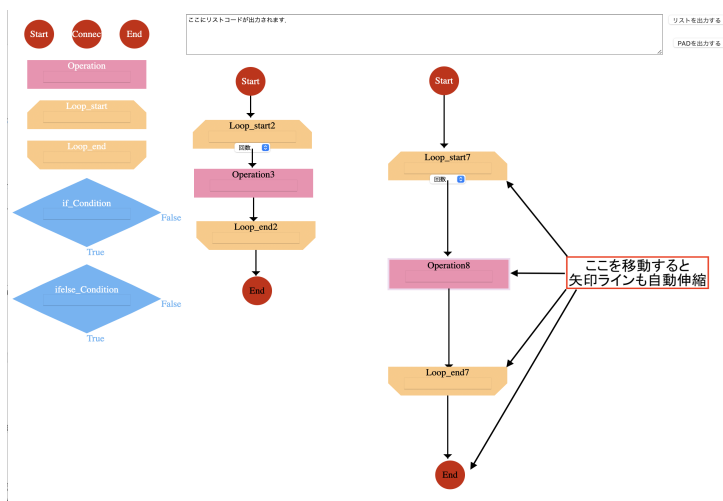 ここにリストコードが出力されます.
リストを出力する
PADを出力する
Start
Connec
End
Operation
Loop_start
Loop_end
if_Condition
False
True
ifelse_Condition
False
True
Start
Loop_start2
回数
Operation3
Loop_end2
End
Start
Loop_start7
回数
Operation8
Loop_end7
End
ここを移動すると
矢印ラインも自動伸縮